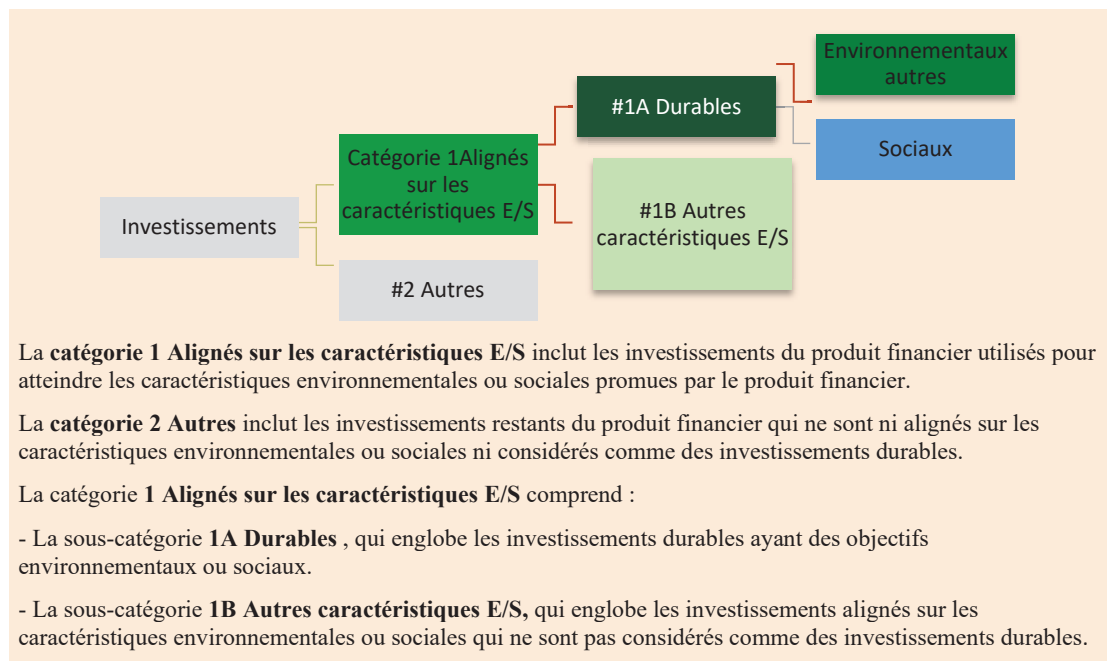 Environnementaux
autres
#1A Durables
Sociaux
Catégorie 1Alignés
sur les
caractéristiques E/S
#1B Autres
caractéristiques E/S
Investissements
#2 Autres
La catégorie 1 Alignés sur les caractéristiques E/S inclut les investissements du produit financier utilisés pour
atteindre les caractéristiques environnementales ou sociales promues par le produit financier.
La catégorie 2 Autres inclut les investissements restants du produit financier qui ne sont ni alignés sur les
caractéristiques environnementales ou sociales ni considérés comme des investissements durables.
La catégorie 1 Alignés sur les caractéristiques E/S comprend :
- La sous-catégorie 1A Durables , qui englobe les investissements durables ayant des objectifs
environnementaux ou sociaux.
- La sous-catégorie 1B Autres caractéristiques E/S, qui englobe les investissements alignés sur les
caractéristiques environnementales ou sociales qui ne sont pas considérés comme des investissements durables.